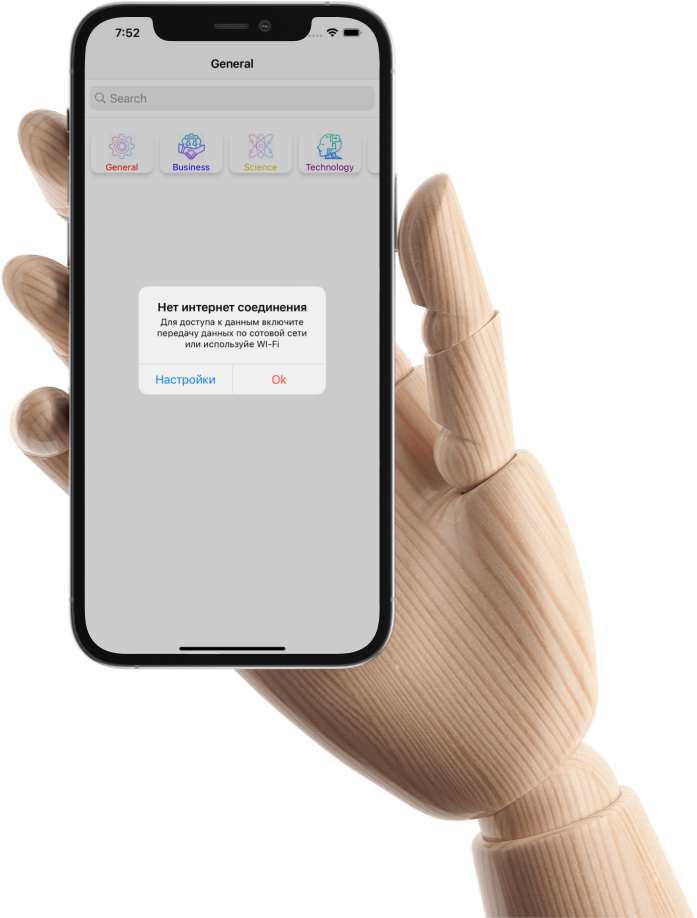 7:52
General
Search
General Business Science Technology
Нет интернет соединения
Для доступа к данным включите
передачу данных по сотовой сети
или используйе WI-Fi
Настройки Ok